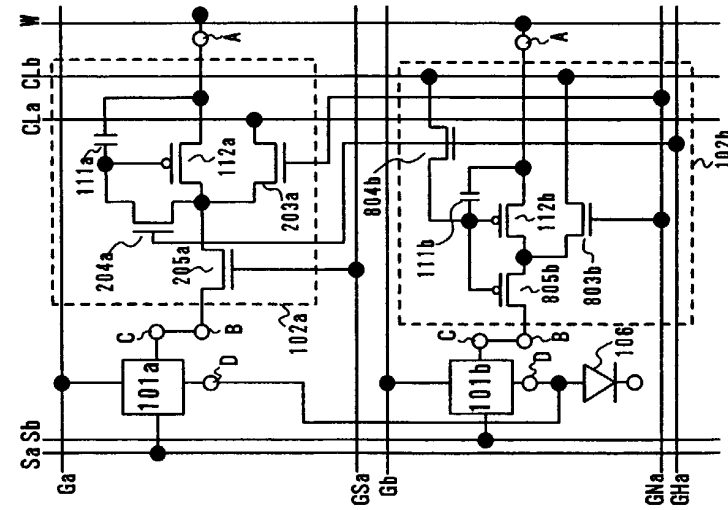 W
CLb
CLa
A
A
111a
112a
203a
204a
205a
102a
804b
111b
112b
805b
803b
102b
C
B
D
101a
C
B
D
101b
106
Sa
Sb
Ga
GSa
Gb
GNa
GHa